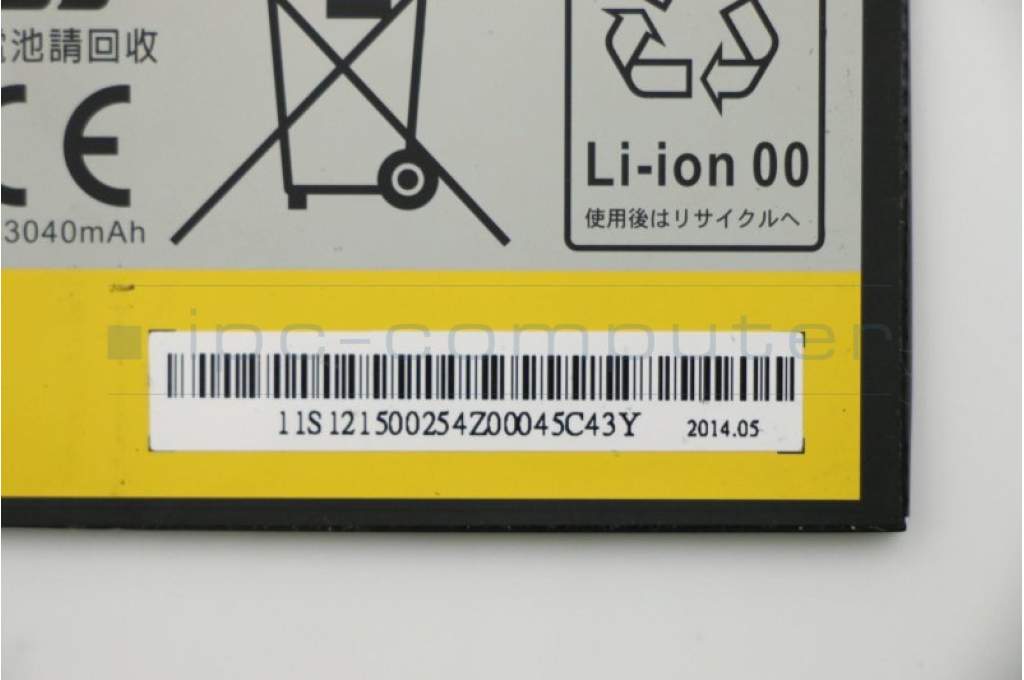 池請回收
CE
3040mAh
Li-ion 00
使用後はリサイクルへ
ipc-computer
11S121500254Z00045C43Y 2014.05